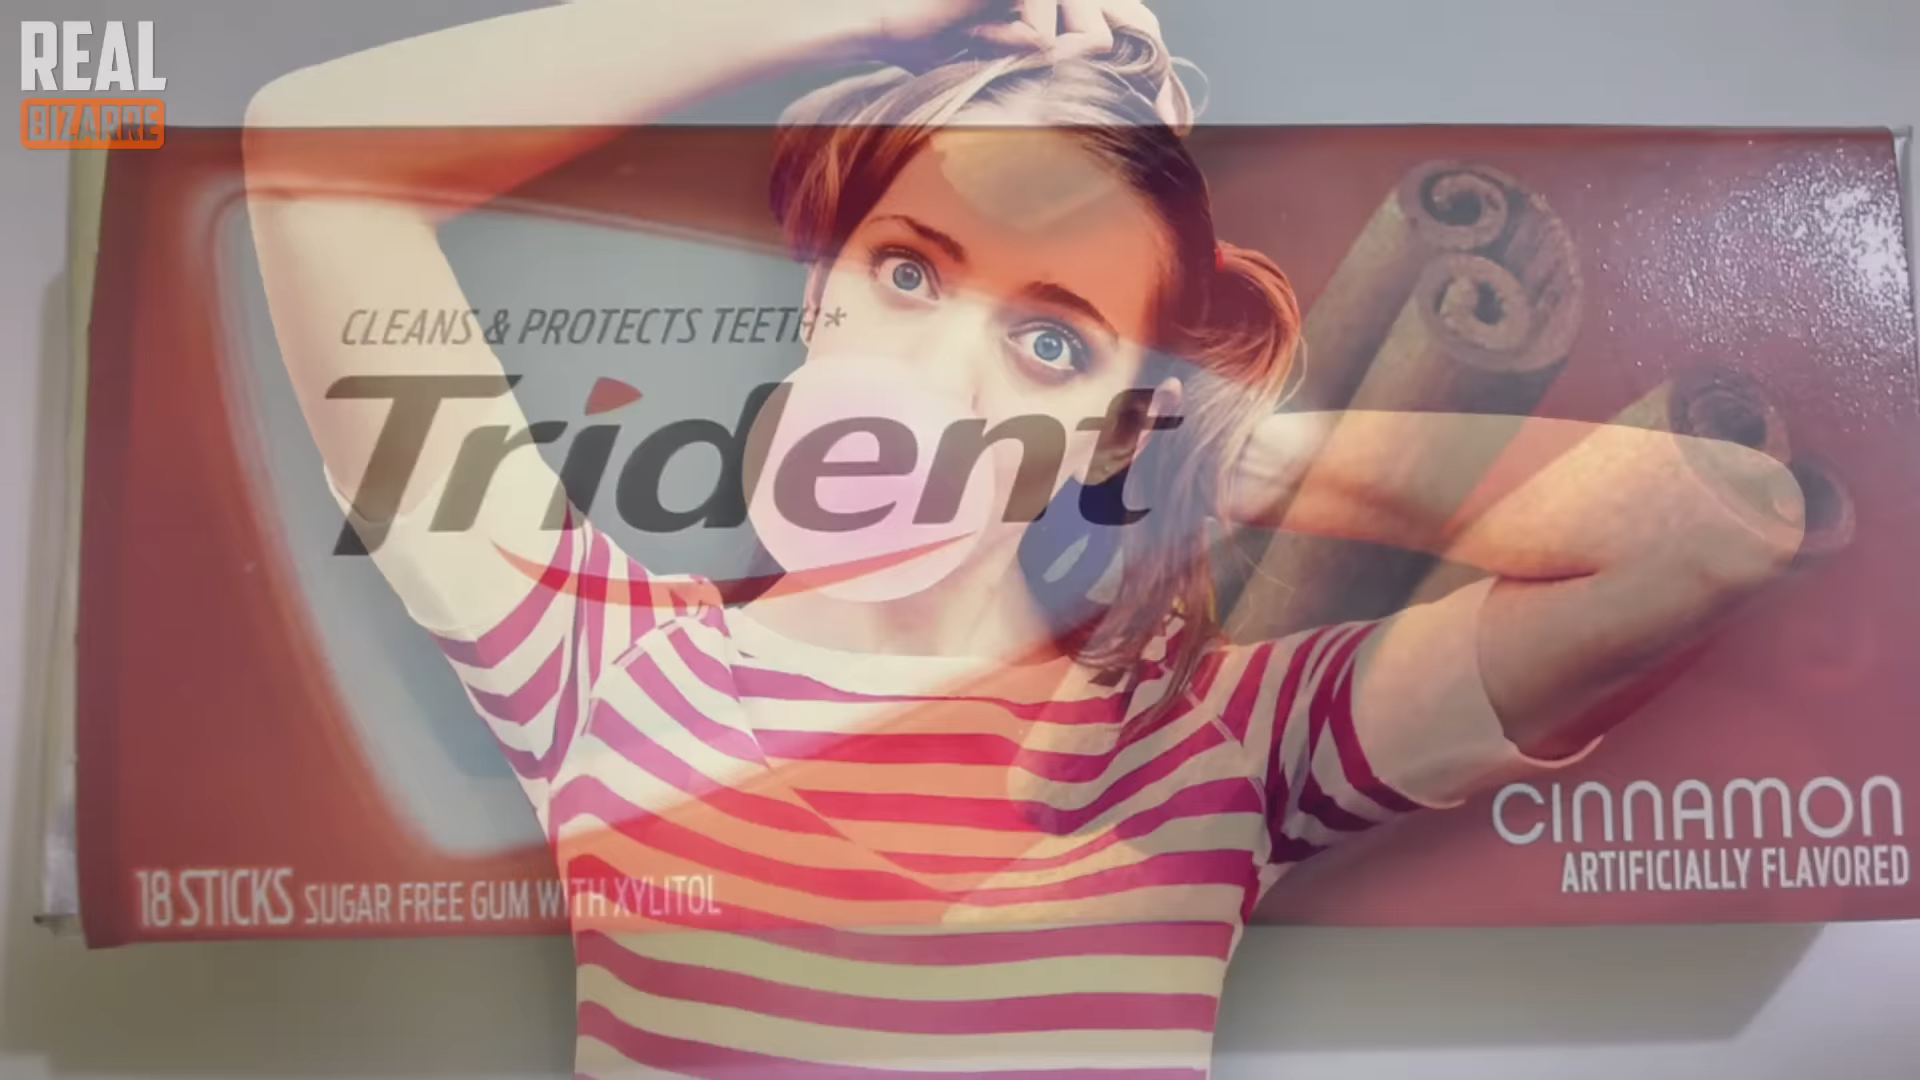 REAL
BIZARRE
CLEANS & PROTECTS TEETH*
Trident
CINNAMON
ARTIFICIALLY FLAVORED
18 STICKS SUGAR FREE GUM WITH XYLITOL